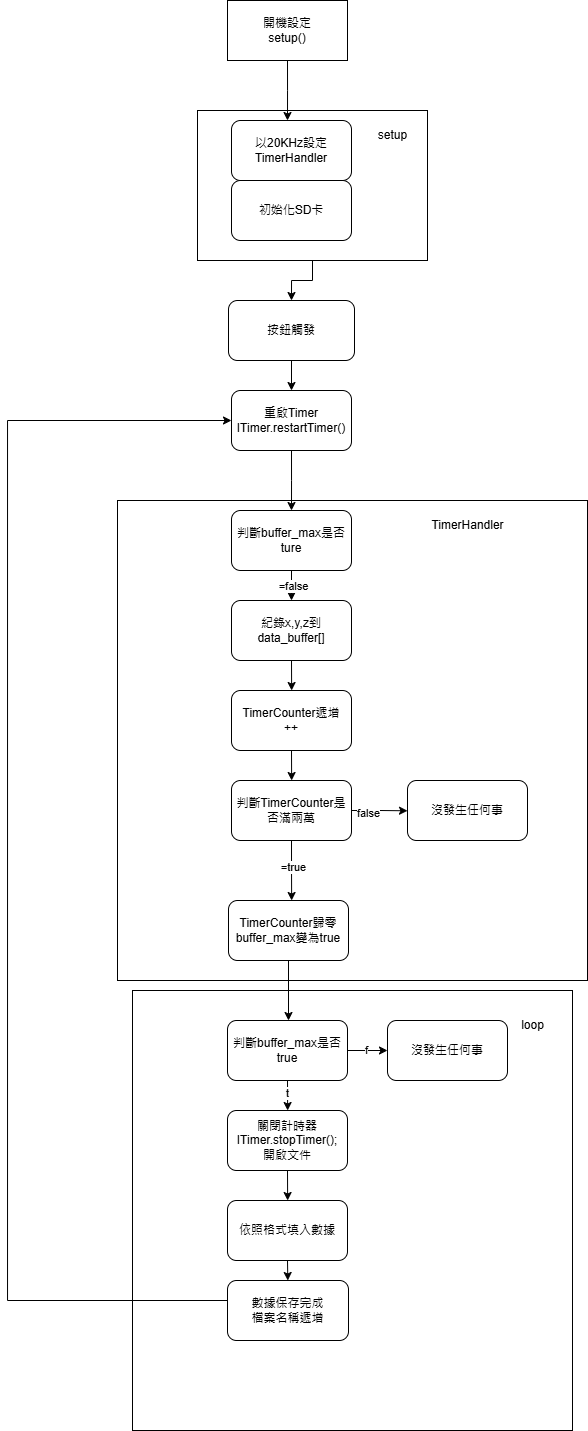 開機設定
setup()
setup
以20KHz設定
TimerHandler
初始化SD卡
按鈕觸發
重啟Timer
ITimer.restartTimer()
TimerHandler
判斷buffer_max是否
ture
=false
紀錄x,y,z到
data_buffer[]
TimerCounter遞增
++
判斷TimerCounter是
否滿兩萬
false
沒發生任何事
=true
TimerCounter歸零
buffer_max變為true
loop
判斷buffer_max是否
true
f
沒發生任何事
t
關閉計時器
ITimer.stopTimer();
開啟文件
依照格式填入數據
數據保存完成
檔案名稱遞增